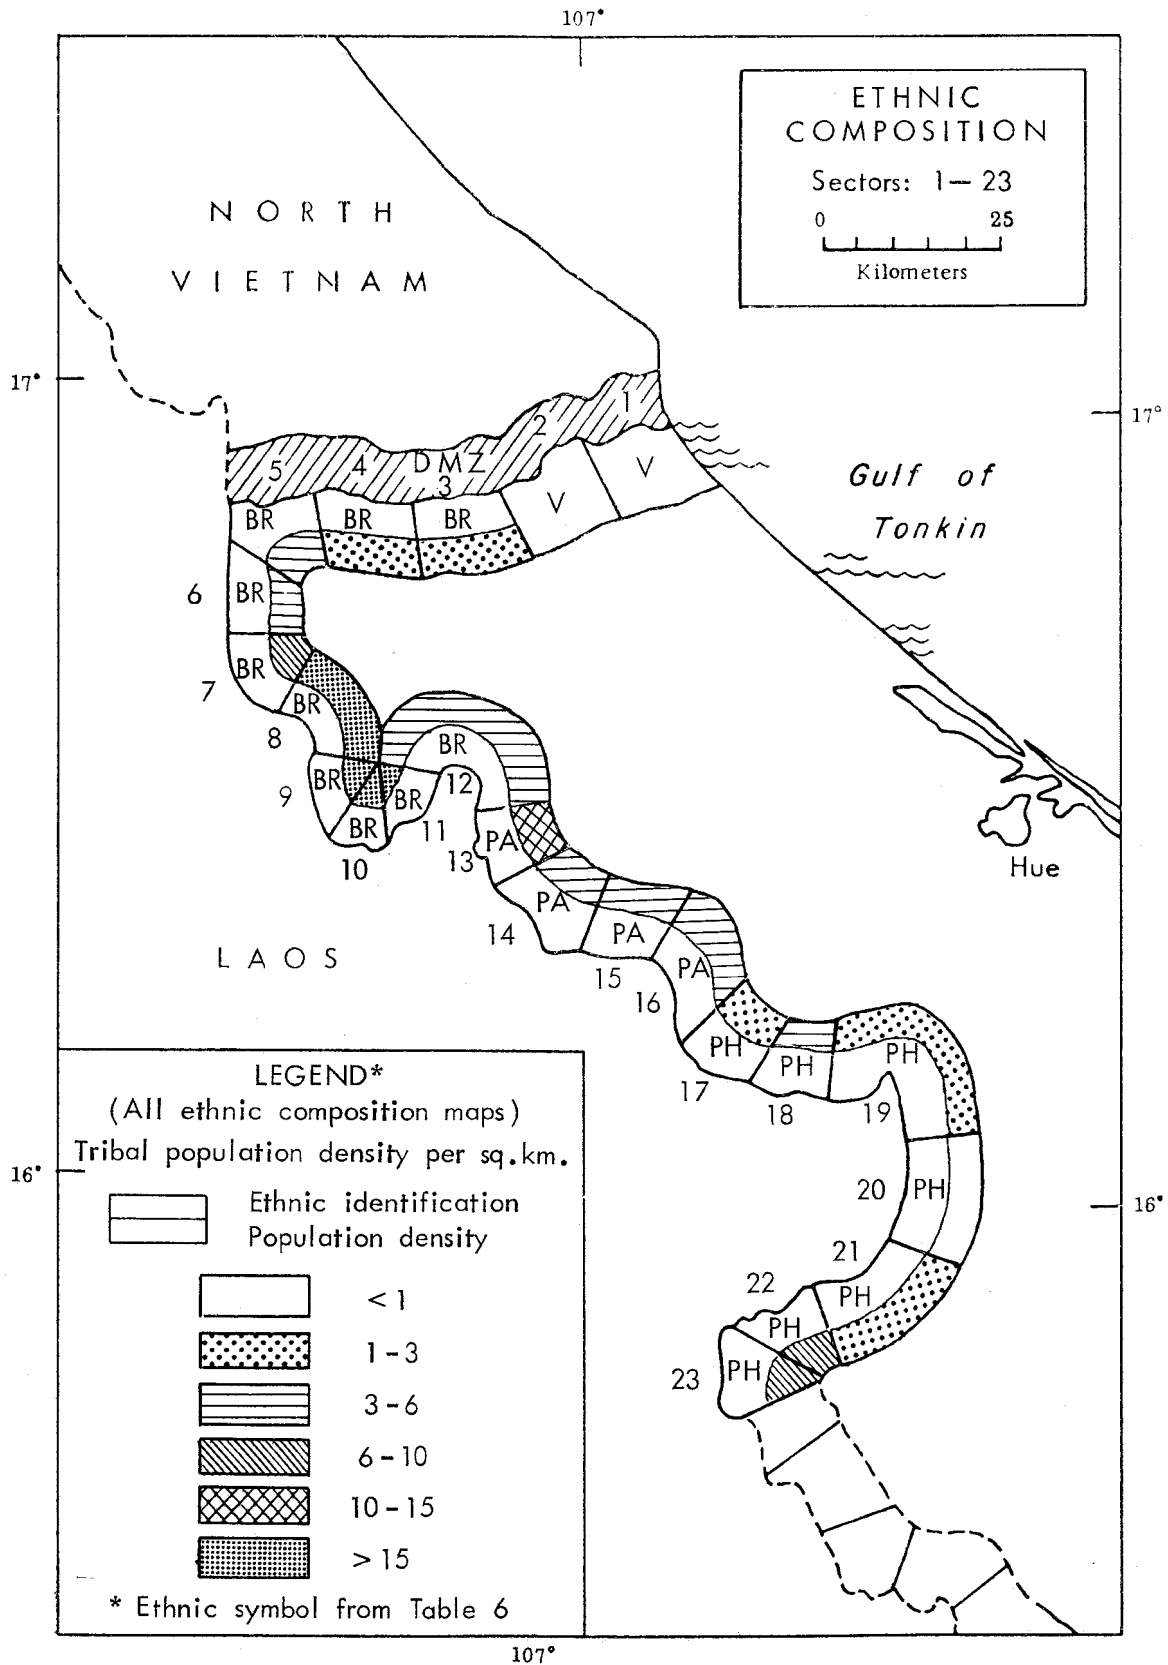 107°
ETHNIC
COMPOSITION
Sectors: 1–23
0 25
Kilometers
NORTH
VIETNAM
17°
17°
1
2
DMZ
3
4
5
V
V
BR
BR
BR
Gulf of
Tonkin
6
BR
7
BR
8
BR
9
BR
10
BR
11
BR
12
BR
13
PA
Hue
14
PA
15
PA
16
PA
LAOS
17
PH
18
PH
19
PH
20
PH
21
PH
22
PH
23
PH
16°
16°
LEGEND*
(All ethnic composition maps)
Tribal population density per sq.km.
Ethnic identification
Population density
<1
1-3
3-6
6-10
10-15
>15
* Ethnic symbol from Table 6
107°